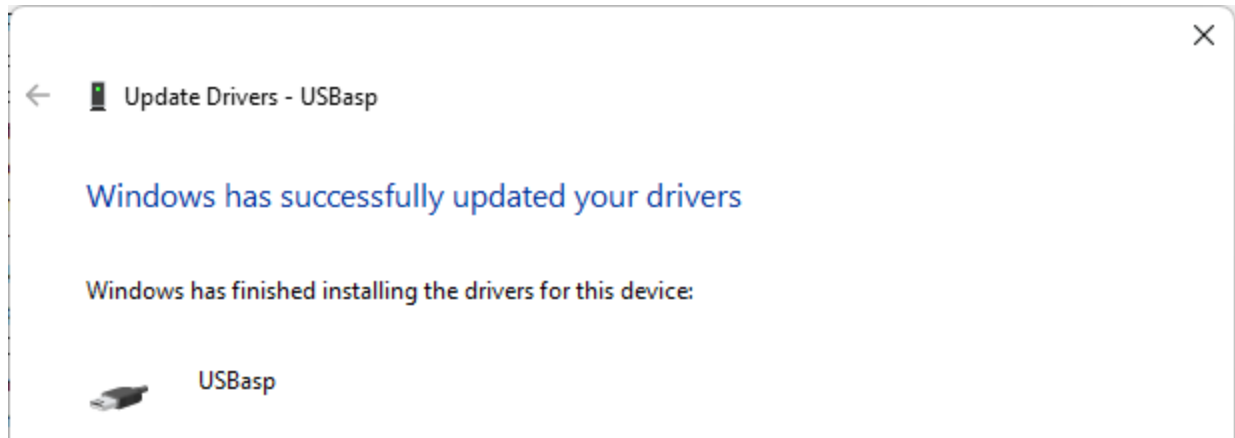 Update Drivers - USBasp
Windows has successfully updated your drivers
Windows has finished installing the drivers for this device:
USBasp